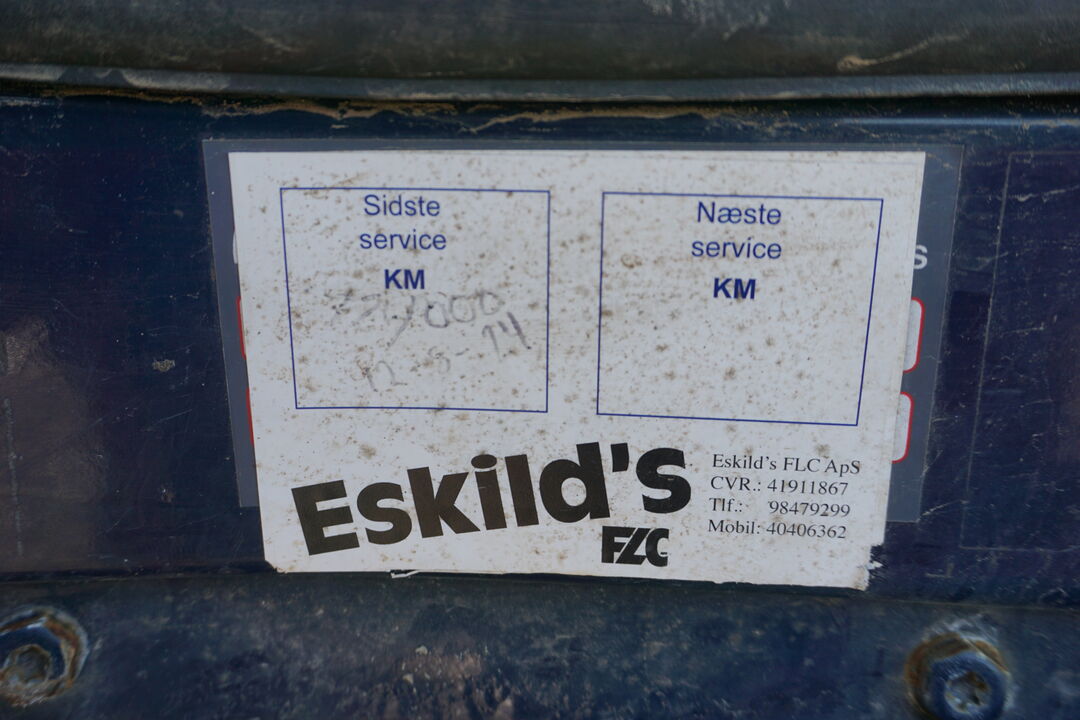 Sidste
service
KM
Næste
service
KM
s
Eskild's
FLC
Eskild's FLC ApS
CVR.: 41911867
Tlf.: 98479299
Mobil: 40406362